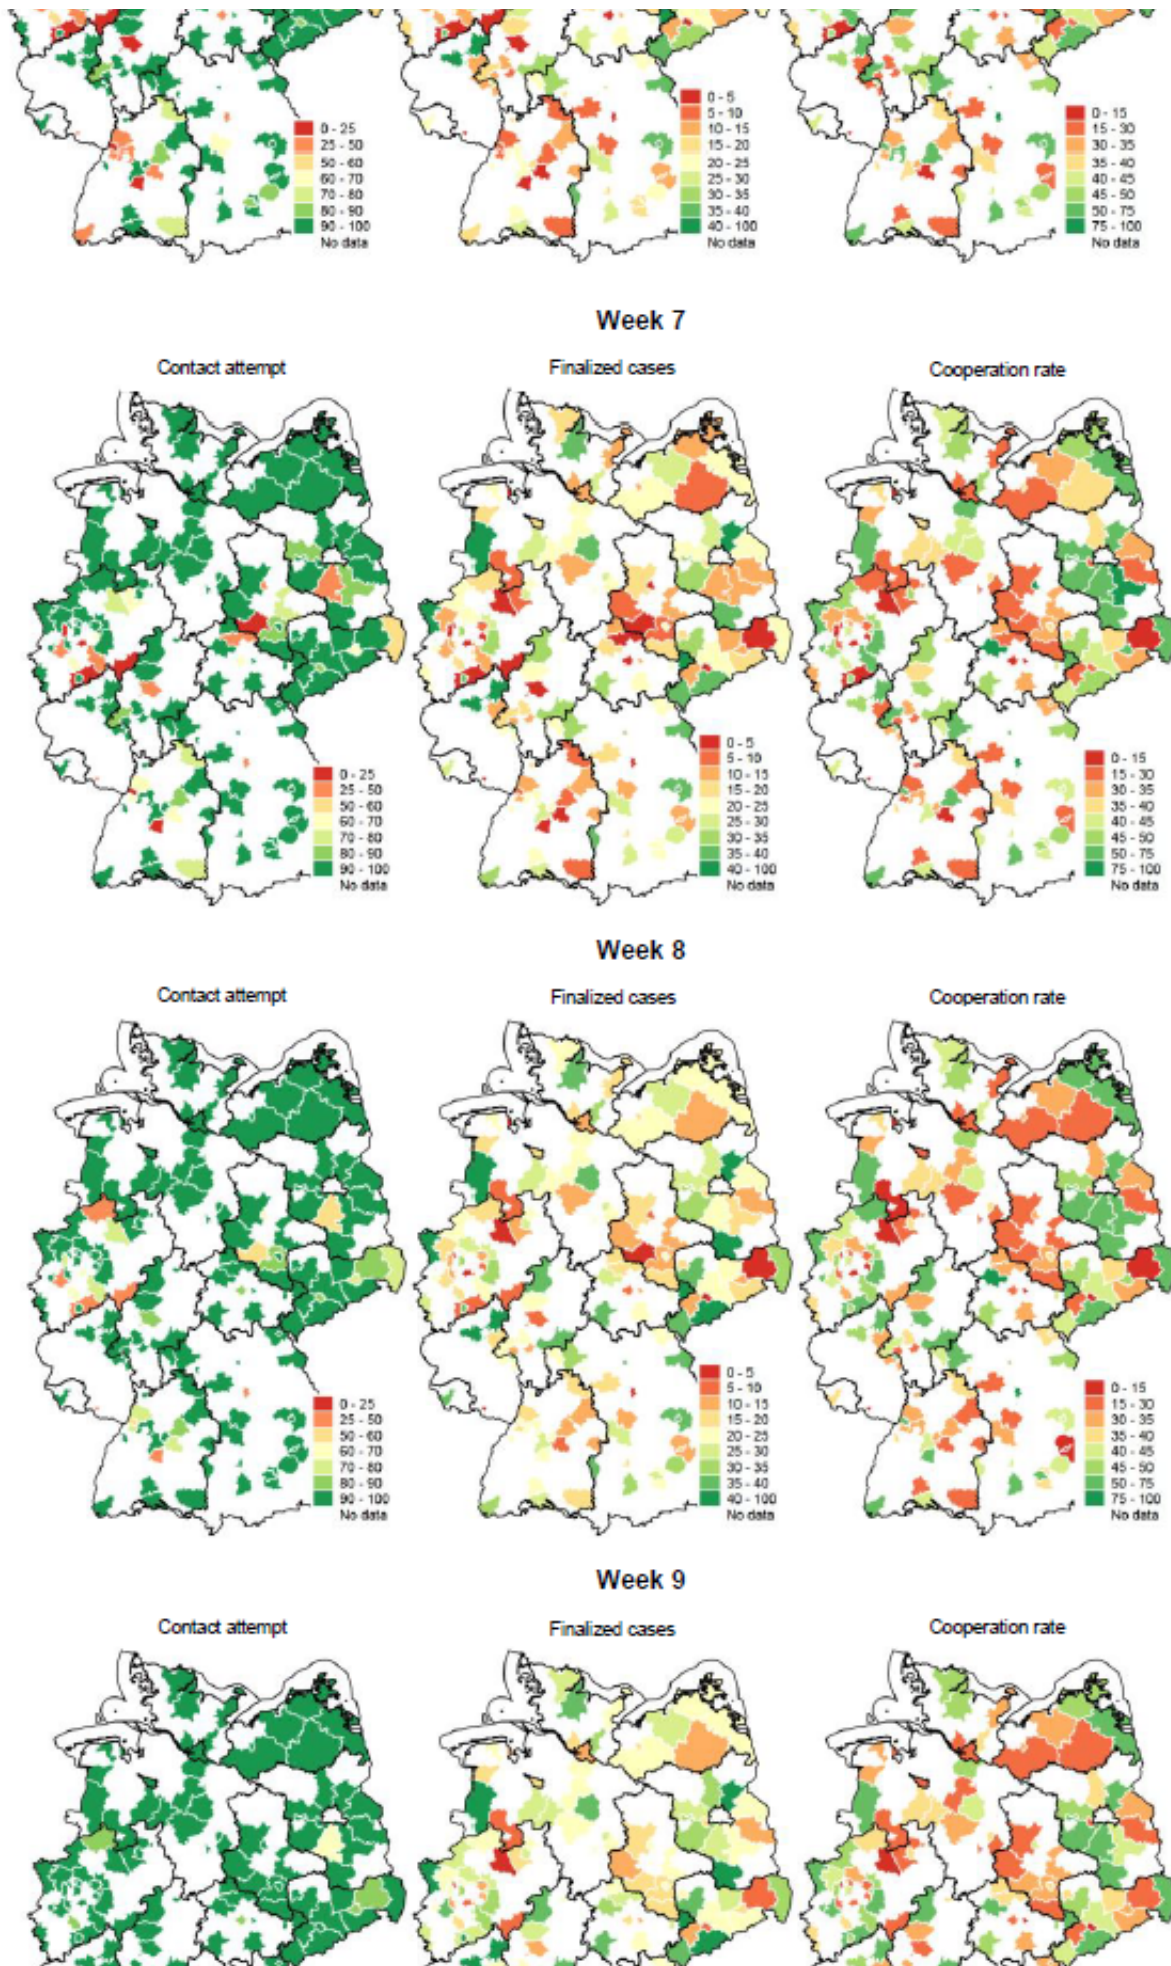 0 - 25
25 - 50
50 - 60
60 - 70
70 - 80
80 - 90
90 - 100
No data
0 - 5
5 - 10
10 - 15
15 - 20
20 - 25
25 - 30
30 - 35
35 - 40
40 - 100
No data
0 - 15
15 - 30
30 - 35
35 - 40
40 - 45
45 - 50
50 - 75
75 - 100
No data
Week 7
Contact attempt
Finalized cases
Cooperation rate
0 - 25
25 - 50
50 - 60
60 - 70
70 - 80
80 - 90
90 - 100
No data
0 - 5
5 - 10
10 - 15
15 - 20
20 - 25
25 - 30
30 - 35
35 - 40
40 - 100
No data
0 - 15
15 - 30
30 - 35
35 - 40
40 - 45
45 - 50
50 - 75
75 - 100
No data
Week 8
Contact attempt
Finalized cases
Cooperation rate
0 - 25
25 - 50
50 - 60
60 - 70
70 - 80
80 - 90
90 - 100
No data
0 - 5
5 - 10
10 - 15
15 - 20
20 - 25
25 - 30
30 - 35
35 - 40
40 - 100
No data
0 - 15
15 - 30
30 - 35
35 - 40
40 - 45
45 - 50
50 - 75
75 - 100
No data
Week 9
Contact attempt
Finalized cases
Cooperation rate